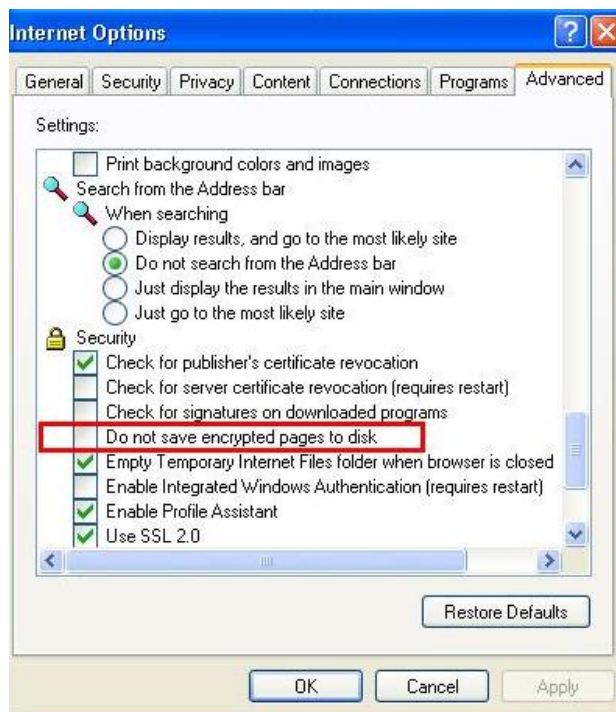 Internet Options
General Security Privacy Content Connections Programs Advanced
Settings:
Print background colors and images
Search from the Address bar
When searching
Display results, and go to the most likely site
Do not search from the Address bar
Just display the results in the main window
Just go to the most likely site
Security
Check for publisher's certificate revocation
Check for server certificate revocation (requires restart)
Check for signatures on downloaded programs
Do not save encrypted pages to disk
Empty Temporary Internet Files folder when browser is closed
Enable Integrated Windows Authentication (requires restart)
Enable Profile Assistant
Use SSL 2.0
Restore Defaults
OK Cancel Apply